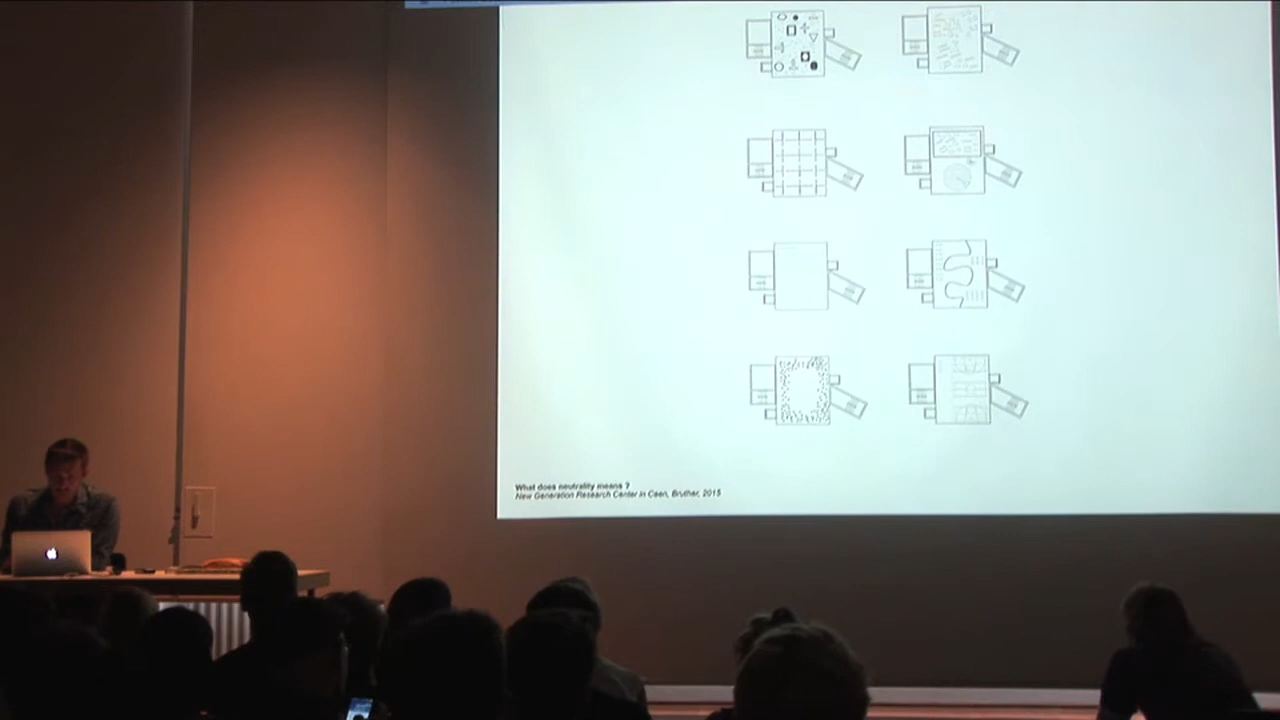 What does neutrality means ?
New Generation Research Center in Caen, Bruther, 2015